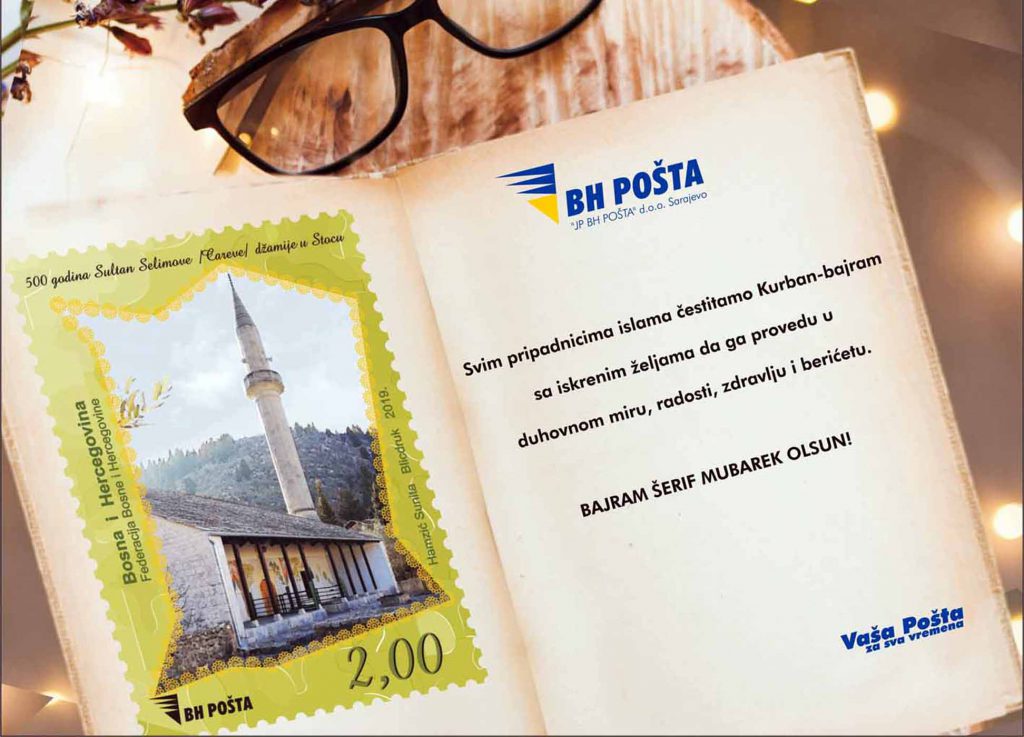 500 godina Sultan Selimove /Careve/ džamije u Stocu
Bosna i Hercegovina
Federacija Bosne i Hercegovine
Hamzić Sunita Blicdruk 2019.
2,00
BH POŠTA
BH POŠTA
"JP BH POŠTA" d.o.o. Sarajevo
Svim pripadnicima islama čestitamo Kurban-bajram
sa iskrenim željama da ga provedu u
duhovnom miru, radosti, zdravlju i berićetu.
BAJRAM ŠERIF MUBAREK OLSUN!
Vaša Pošta
za sva vremena